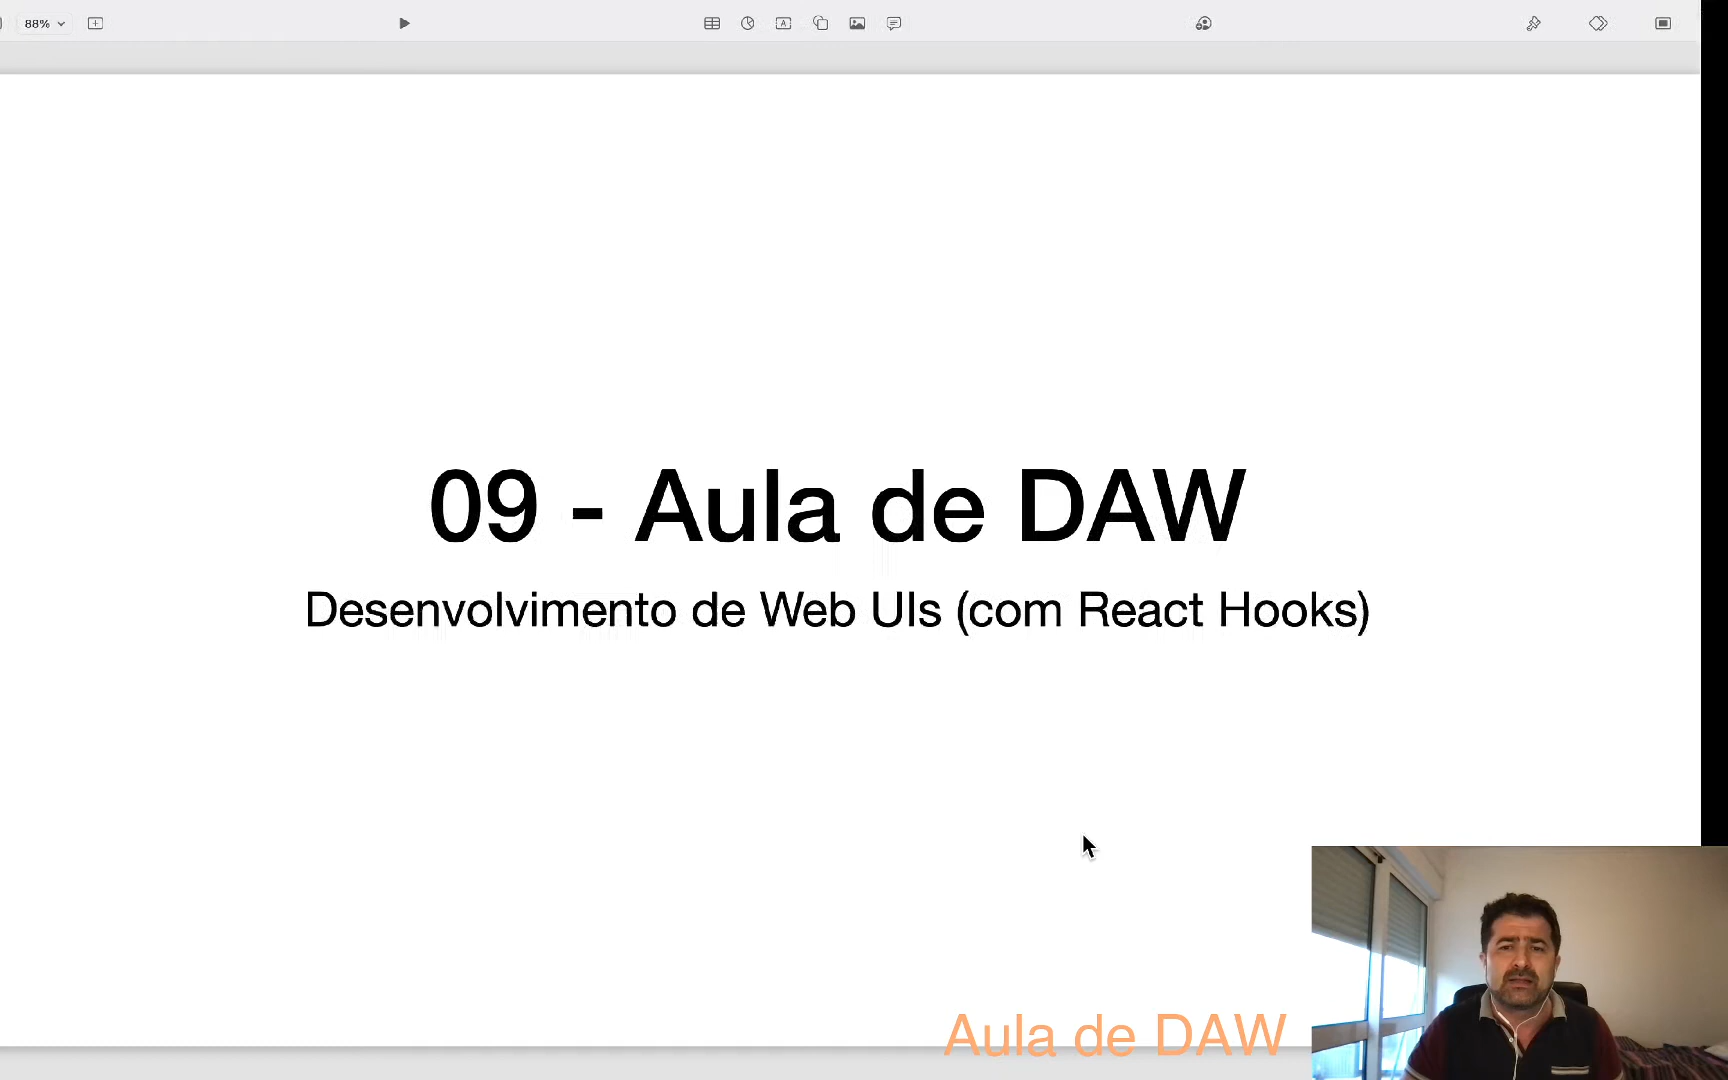 88%
09 - Aula de DAW
Desenvolvimento de Web UIs (com React Hooks)
Aula de DAW